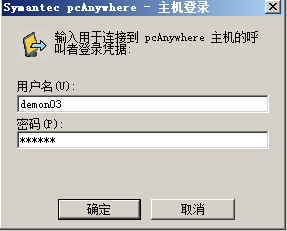 Symantec pcAnywhere - 主机登录
输入用于连接到 pcAnywhere 主机的呼
叫者登录凭据:
用户名(U):
demon03
密码(P):
******
确定
取消